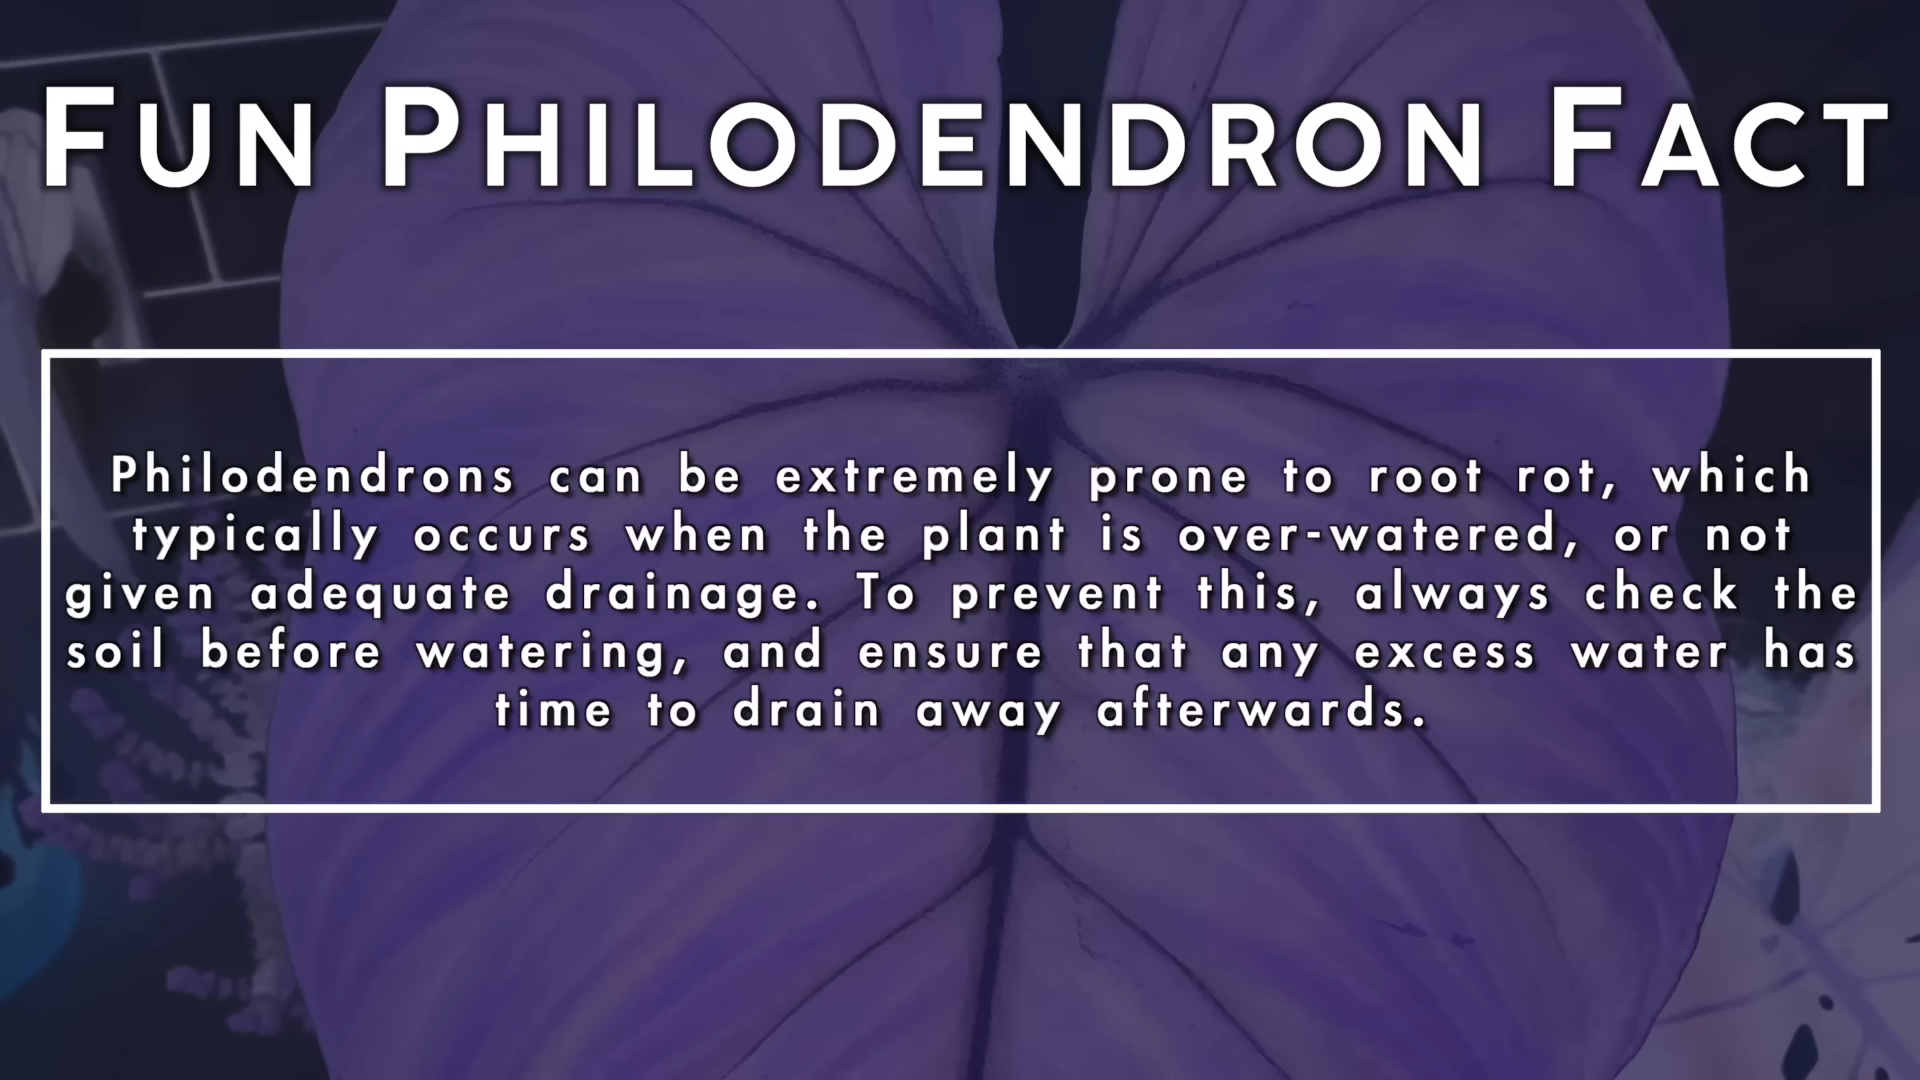 FUN PHILODENDRON FACT
Philodendrons can be extremely prone to root rot, which
typically occurs when the plant is over-watered, or not
given adequate drainage. To prevent this, always check the
soil before watering, and ensure that any excess water has
time to drain away afterwards.